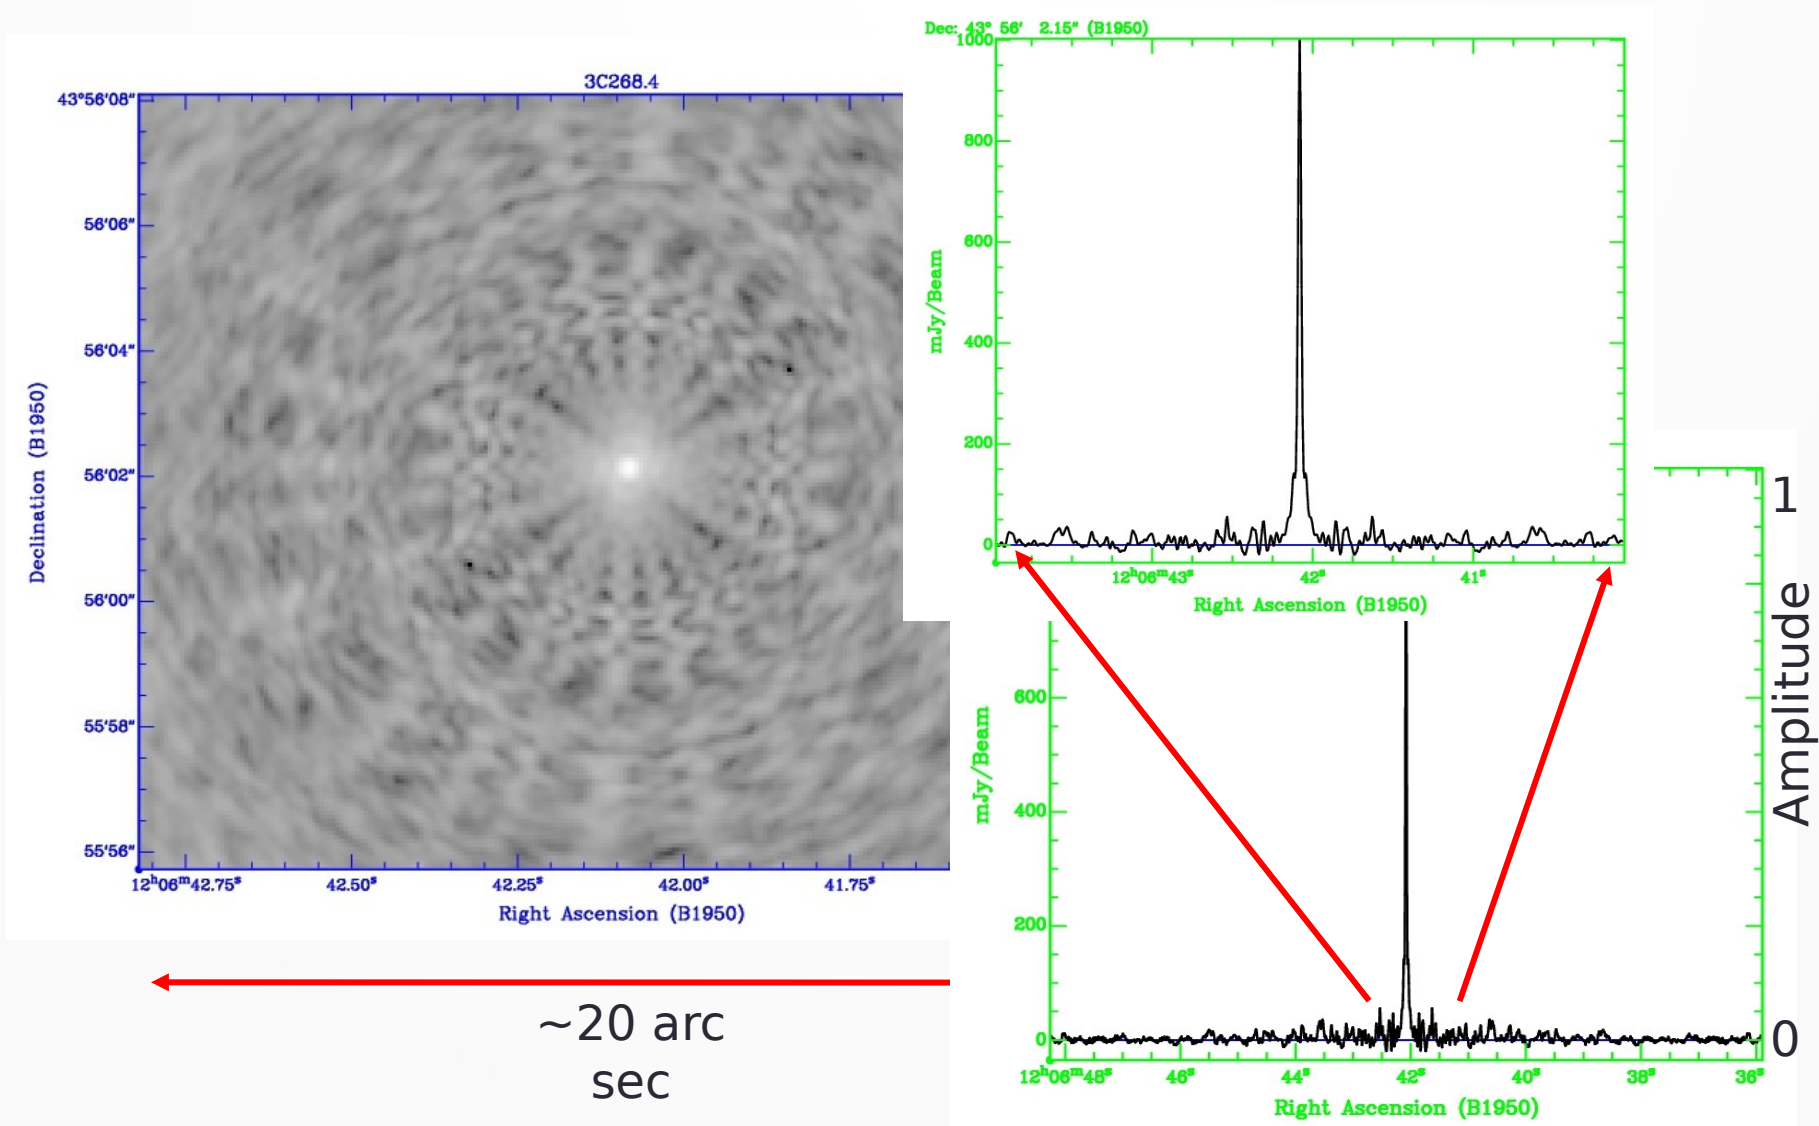 3C268.4
43°56'08"
56'06"
56'04"
56'02"
56'00"
55'58"
55'56"
Declination (B1950)
12ʰ06ᵐ42.75ˢ 42.50ˢ 42.25ˢ 42.00ˢ 41.75ˢ
Right Ascension (B1950)
~20 arc
sec
Dec: 43° 56' 2.15" (B1950)
1000
800
600
400
200
0
mJy/Beam
12ʰ06ᵐ43ˢ 42ˢ 41ˢ
Right Ascension (B1950)
600
400
200
0
mJy/Beam
12ʰ06ᵐ48ˢ 46ˢ 44ˢ 42ˢ 40ˢ 38ˢ 36ˢ
Right Ascension (B1950)
1
Amplitude
0